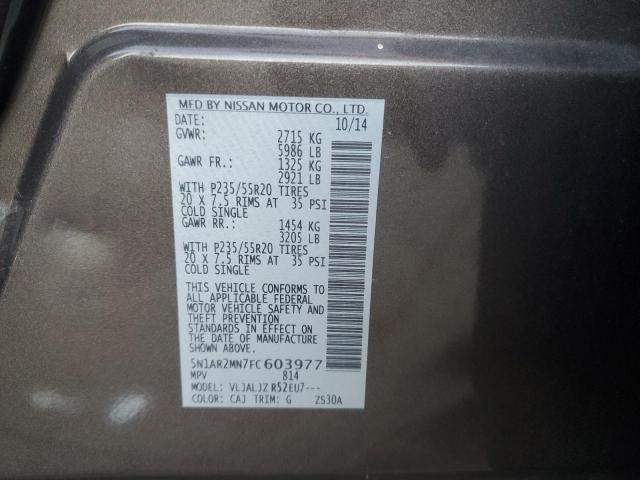 MFD BY NISSAN MOTOR CO., LTD.
DATE: 10/14
GVWR: 2715 KG
5986 LB
GAWR FR.: 1325 KG
2921 LB
WITH P235/55R20 TIRES
20 X 7.5 RIMS AT 35 PSI
COLD SINGLE
GAWR RR.: 1454 KG
3205 LB
WITH P235/55R20 TIRES
20 X 7.5 RIMS AT 35 PSI
COLD SINGLE
THIS VEHICLE CONFORMS TO
ALL APPLICABLE FEDERAL
MOTOR VEHICLE SAFETY AND
THEFT PREVENTION
STANDARDS IN EFFECT ON
THE DATE OF MANUFACTURE
SHOWN ABOVE.
5N1AR2MN7FC603977
MPV 814
MODEL: VLJALJZ R52EU7---
COLOR: CAJ TRIM: G ZS30A